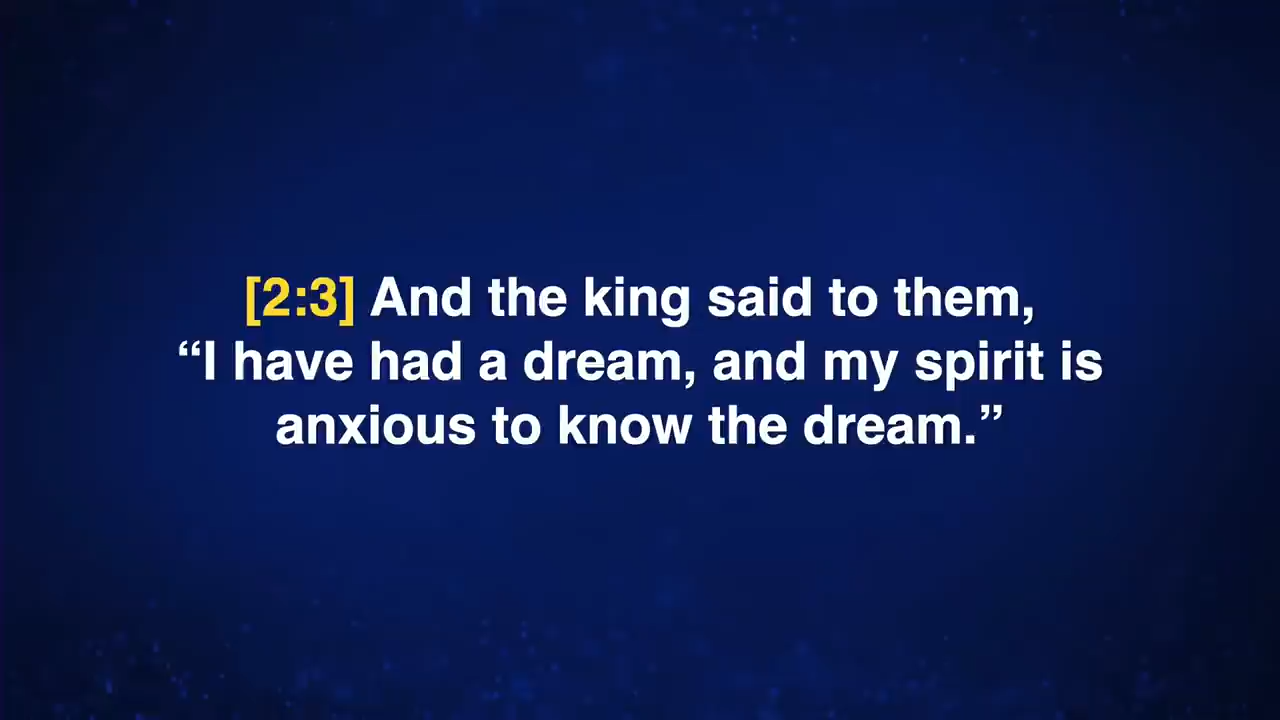 [2:3] And the king said to them,
“I have had a dream, and my spirit is
anxious to know the dream.”